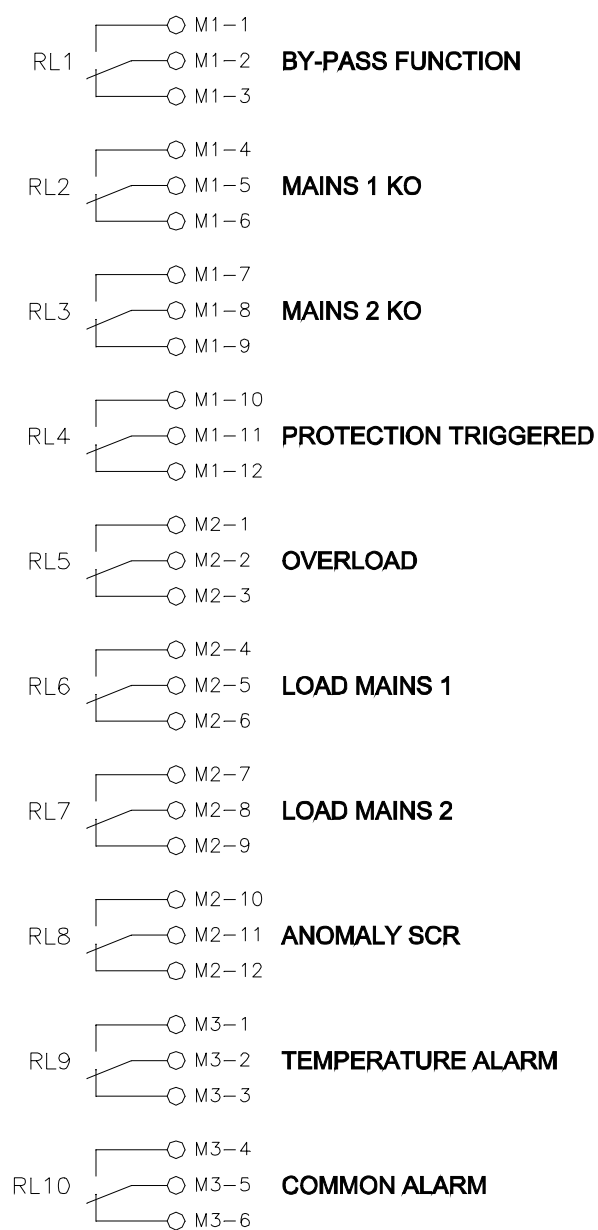 M1-1
RL1 M1-2 BY-PASS FUNCTION
M1-3
M1-4
RL2 M1-5 MAINS 1 KO
M1-6
M1-7
RL3 M1-8 MAINS 2 KO
M1-9
M1-10
RL4 M1-11 PROTECTION TRIGGERED
M1-12
M2-1
RL5 M2-2 OVERLOAD
M2-3
M2-4
RL6 M2-5 LOAD MAINS 1
M2-6
M2-7
RL7 M2-8 LOAD MAINS 2
M2-9
M2-10
RL8 M2-11 ANOMALY SCR
M2-12
M3-1
RL9 M3-2 TEMPERATURE ALARM
M3-3
M3-4
RL10 M3-5 COMMON ALARM
M3-6